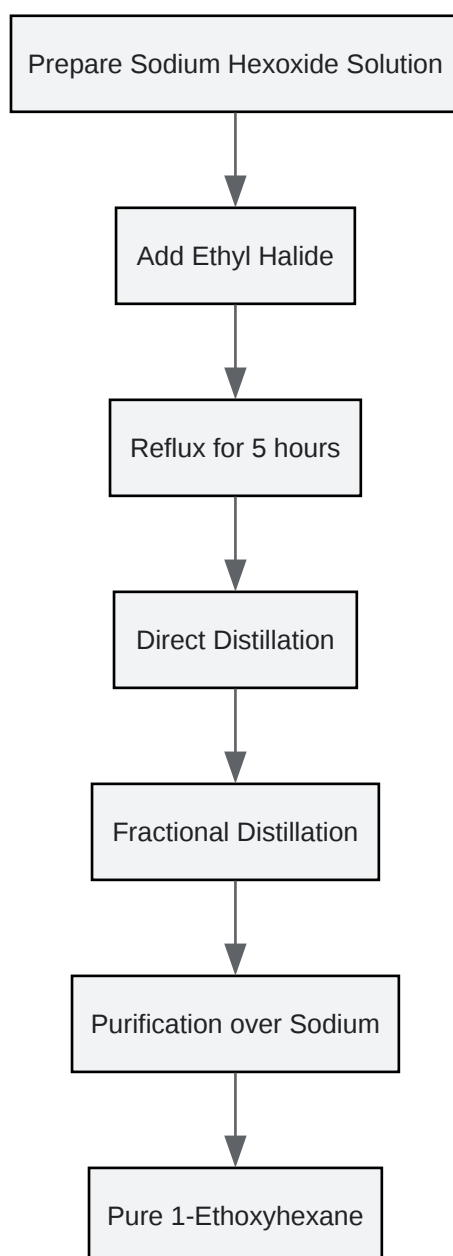 Prepare Sodium Hexoxide Solution
Add Ethyl Halide
Reflux for 5 hours
Direct Distillation
Fractional Distillation
Purification over Sodium
Pure 1-Ethoxyhexane